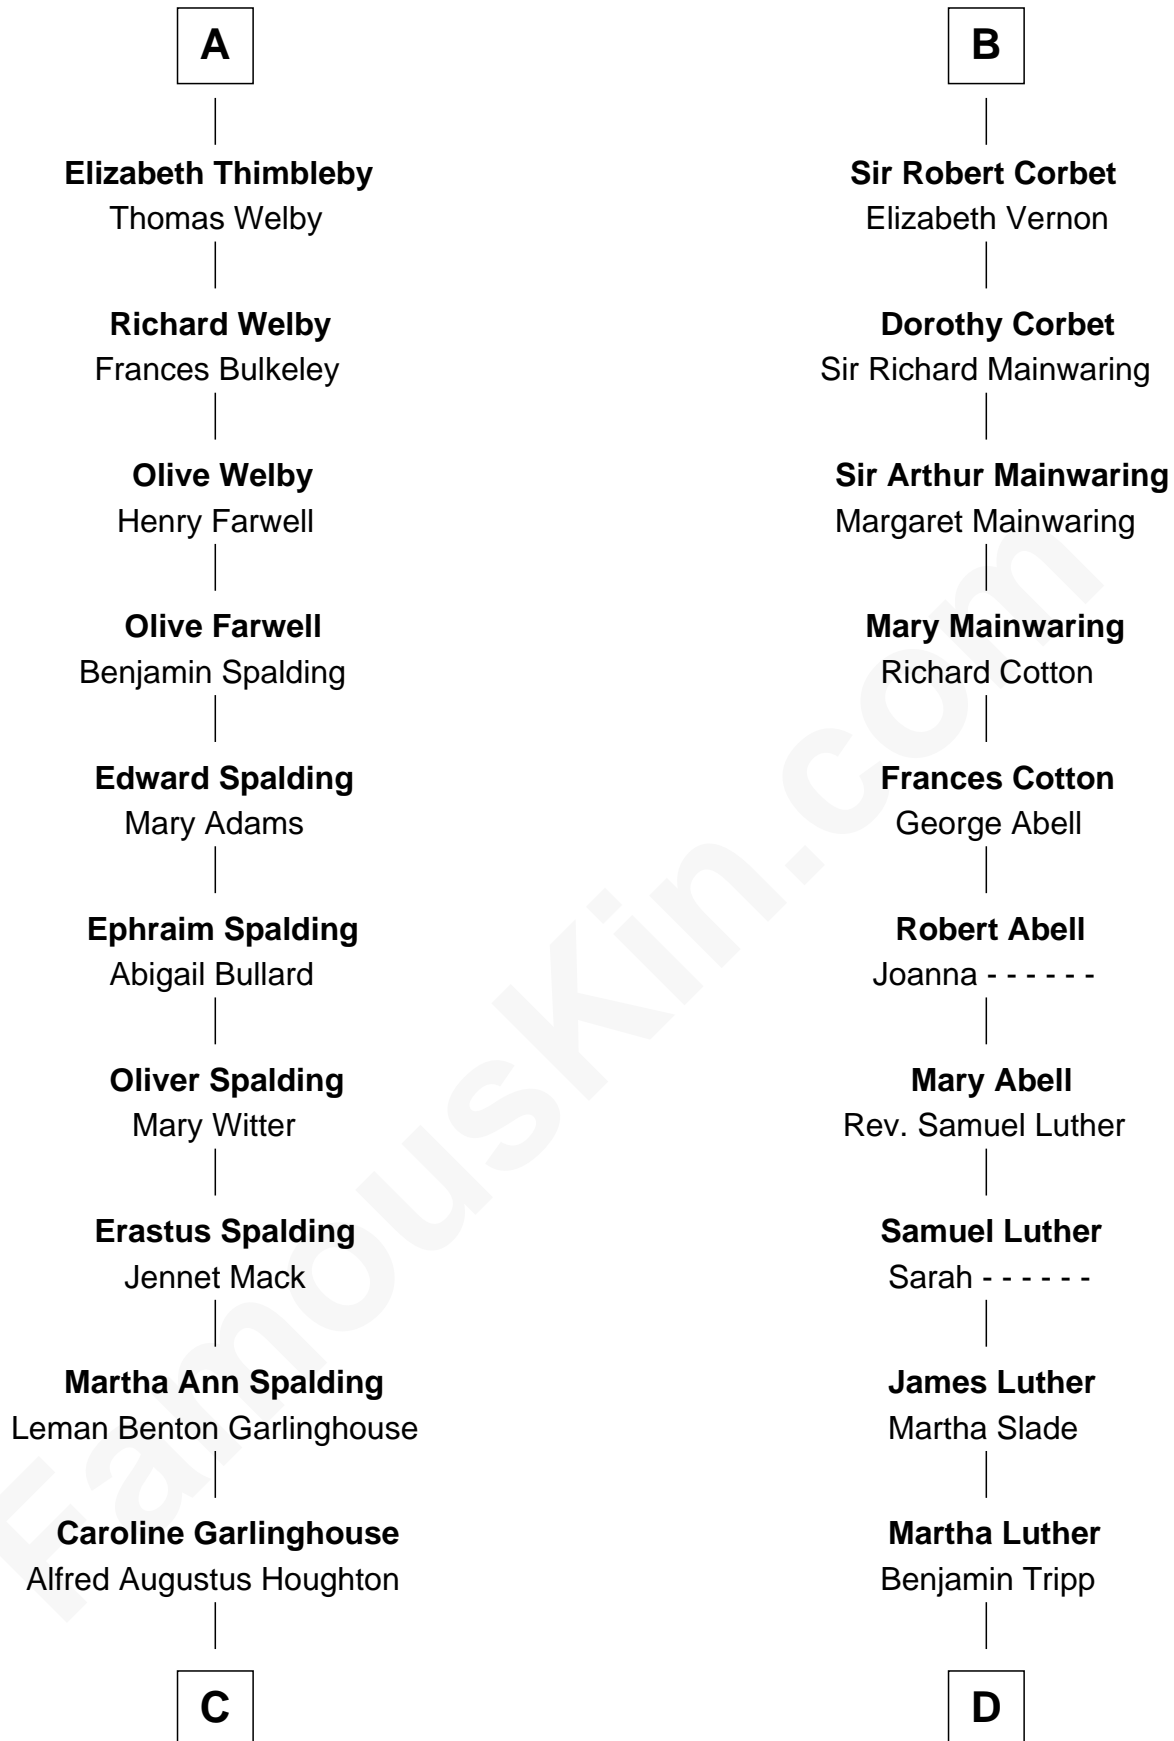 A
Elizabeth Thimbleby
Thomas Welby
Richard Welby
Frances Bulkeley
Olive Welby
Henry Farwell
Olive Farwell
Benjamin Spalding
Edward Spalding
Mary Adams
Ephraim Spalding
Abigail Bullard
Oliver Spalding
Mary Witter
Erastus Spalding
Jennet Mack
Martha Ann Spalding
Leman Benton Garlinghouse
Caroline Garlinghouse
Alfred Augustus Houghton
C
B
Sir Robert Corbet
Elizabeth Vernon
Dorothy Corbet
Sir Richard Mainwaring
Sir Arthur Mainwaring
Margaret Mainwaring
Mary Mainwaring
Richard Cotton
Frances Cotton
George Abell
Robert Abell
Joanna - - - - - -
Mary Abell
Rev. Samuel Luther
Samuel Luther
Sarah - - - - - -
James Luther
Martha Slade
Martha Luther
Benjamin Tripp
D
FamousKin.com